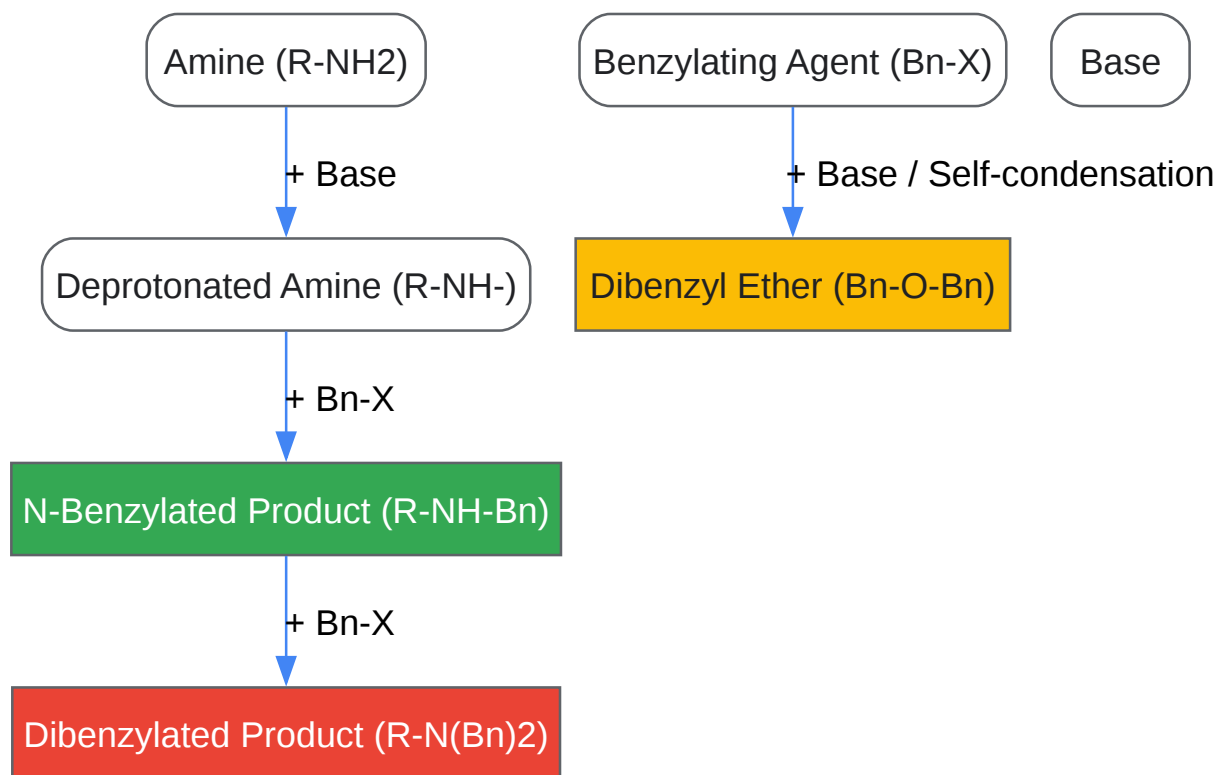 Amine (R-NH2)
Benzylating Agent (Bn-X)
Base
+ Base
+ Base / Self-condensation
Deprotonated Amine (R-NH-)
Dibenzyl Ether (Bn-O-Bn)
+ Bn-X
N-Benzylated Product (R-NH-Bn)
+ Bn-X
Dibenzylated Product (R-N(Bn)2)